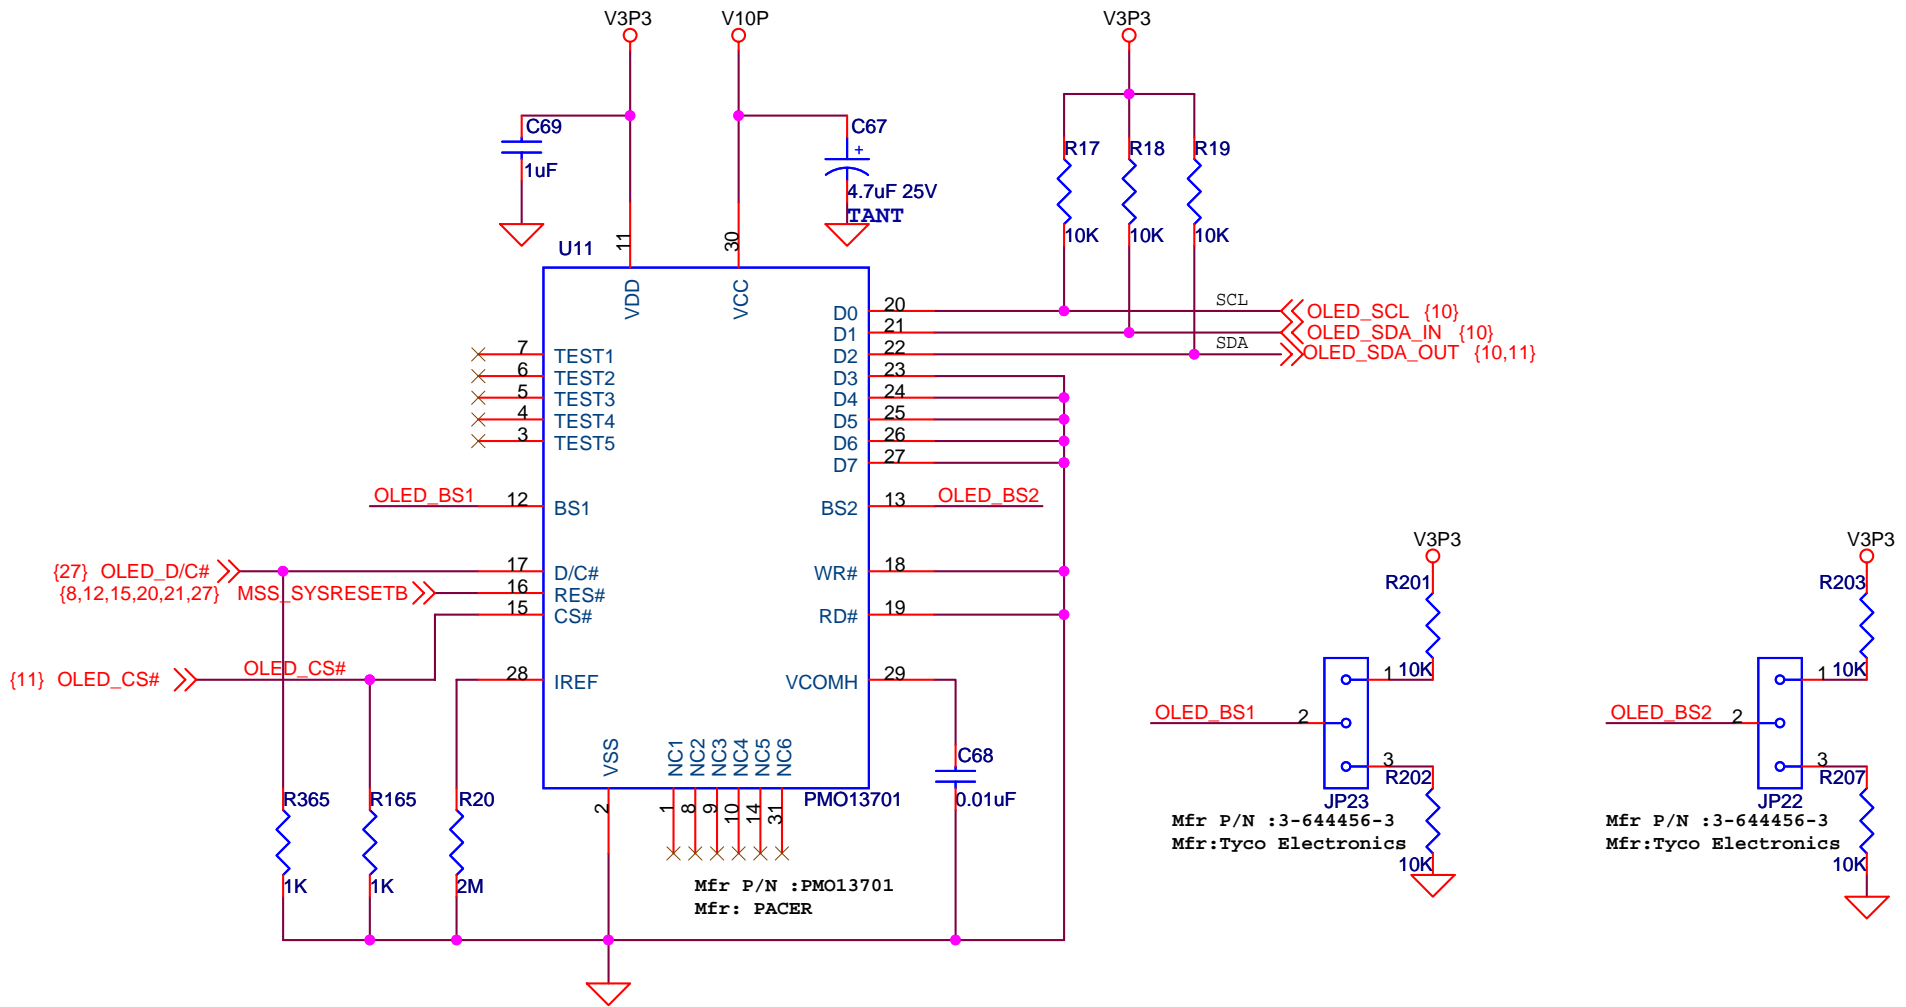 V3P3
V10P
V3P3
C69
1uF
C67
+
4.7uF 25V
TANT
R17
R18
R19
10K
10K
10K
U11
11
30
VDD
VCC
D0
20
SCL
OLED_SCL {10}
D1
21
OLED_SDA_IN {10}
D2
22
SDA
OLED_SDA_OUT {10,11}
7
TEST1
D3
23
6
TEST2
D4
24
5
TEST3
D5
25
4
TEST4
D6
26
3
TEST5
D7
27
OLED_BS1
12
BS1
BS2
13
OLED_BS2
{27} OLED_D/C#
17
D/C#
WR#
18
{8,12,15,20,21,27} MSS_SYSRESETB
16
RES#
15
CS#
RD#
19
{11} OLED_CS#
OLED_CS#
28
IREF
VCOMH
29
VSS
NC1
NC2
NC3
NC4
NC5
NC6
2
1
8
9
10
14
31
PMO13701
C68
0.01uF
R365
R165
R20
1K
1K
2M
Mfr P/N :PMO13701
Mfr: PACER
V3P3
R201
10K
1
OLED_BS1
2
3
R202
JP23
Mfr P/N :3-644456-3
Mfr:Tyco Electronics
10K
V3P3
R203
10K
1
OLED_BS2
2
3
R207
JP22
Mfr P/N :3-644456-3
Mfr:Tyco Electronics
10K